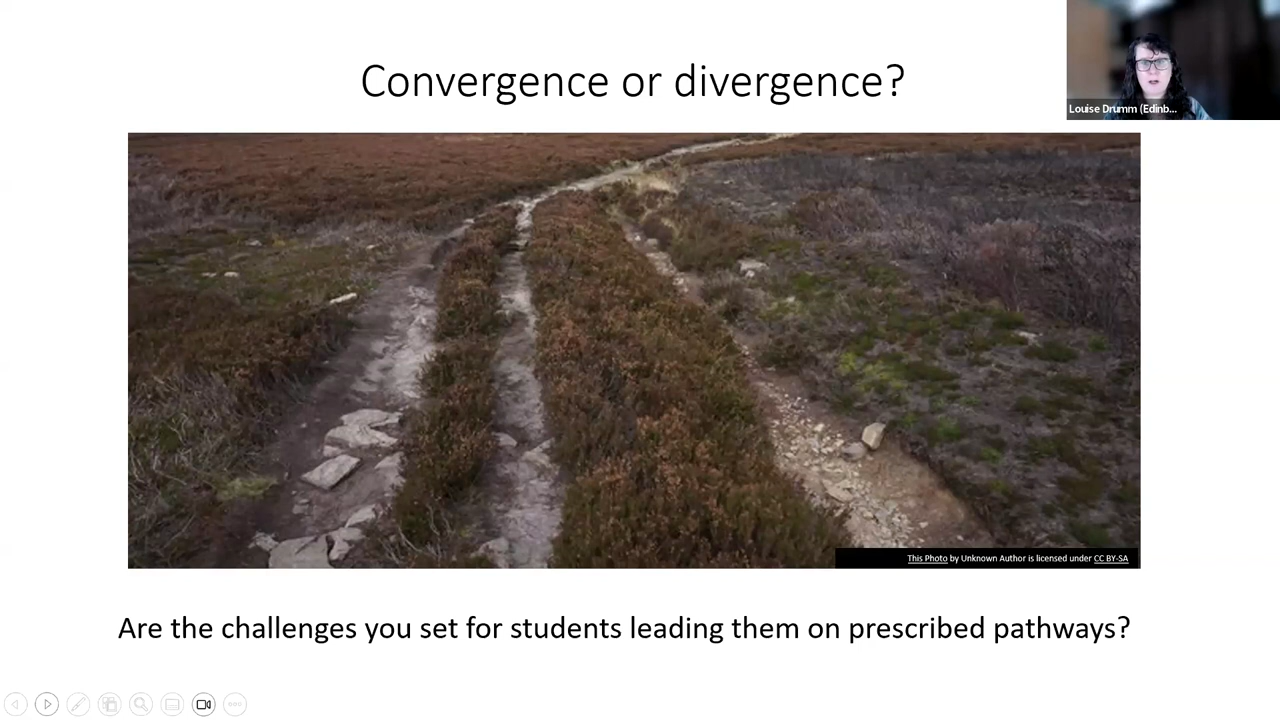 Convergence or divergence?
Louise Drumm (Edinb...
This Photo by Unknown Author is licensed under CC BY-SA
Are the challenges you set for students leading them on prescribed pathways?